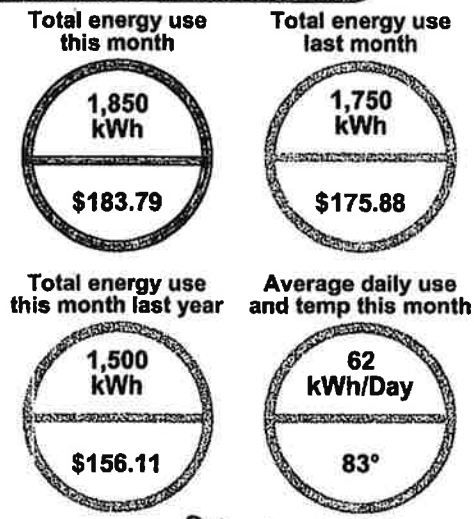 Total energy use
this month
1,850
kWh
$183.79
Total energy use
last month
1,750
kWh
$175.88
Total energy use
this month last year
1,500
kWh
$156.11
Average daily use
and temp this month
62
kWh/Day
83°